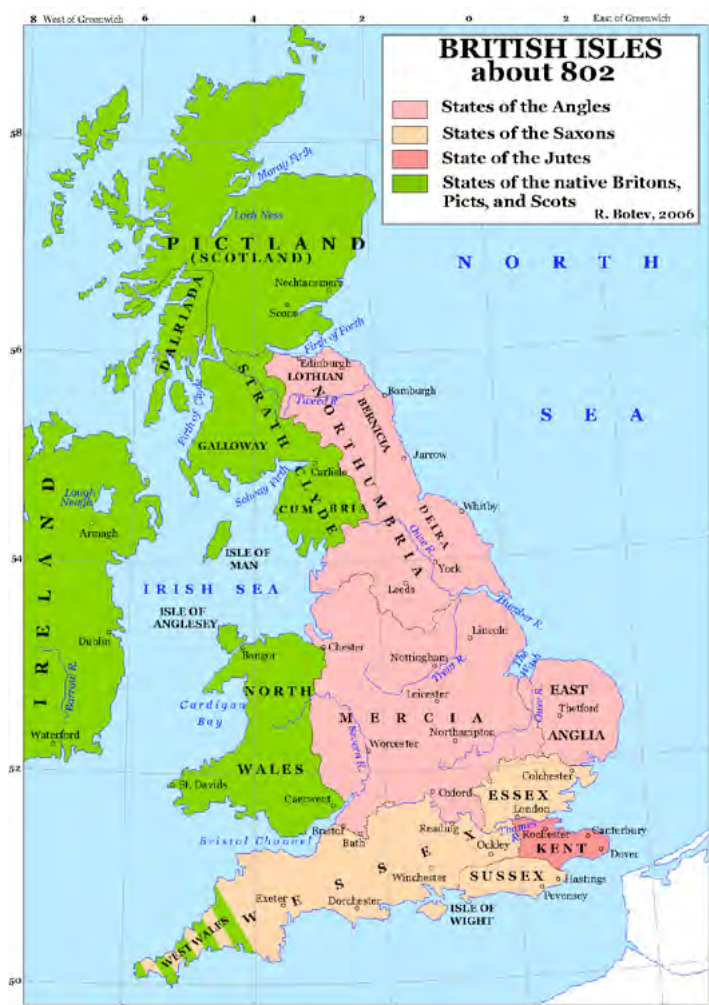 8 West of Greenwich 6 4 2 0 East of Greenwich 2
BRITISH ISLES
about 802
States of the Angles
States of the Saxons
State of the Jutes
States of the native Britons,
Picts, and Scots
R. Botev, 2006
58
Moray Firth
Loch Ness
PICTLAND
(SCOTLAND)
NORTH
Nechtansmere
Scone
DALRIADA
Firth of Forth
56
Edinburgh
LOTHIAN
STRATH CLYDE
NORTHUMBRIA
Tweed R.
BERNICIA
Bamburgh
SEA
Firth of Clyde
GALLOWAY
Jarrow
Carlisle
Solway Firth
CUMBRIA
DEIRA
Whitby
IRELAND
Lough
Neagh
Armagh
ISLE OF
MAN
Ouse R.
York
54
Leeds
IRISH SEA
ISLE OF
ANGLESEY
Humber R.
Dublin
Bangor
Chester
Lincoln
Nottingham
Trent R.
The Wash
Barrow R.
NORTH
Cardigan
Bay
Leicester
EAST
Thetford
MERCIA
Ouse R.
Northampton
ANGLIA
Waterford
Severn R.
Worcester
52
WALES
St. Davids
Colchester
Caerwent
Oxford
ESSEX
London
Bristol Channel
Bristol
Bath
Reading
Thames
R.
Rochester
Canterbury
Ockley
KENT
Dover
WESSEX
Winchester
SUSSEX
Hastings
Pevensey
Exeter
Dorchester
ISLE OF
WIGHT
WEST WALES
50